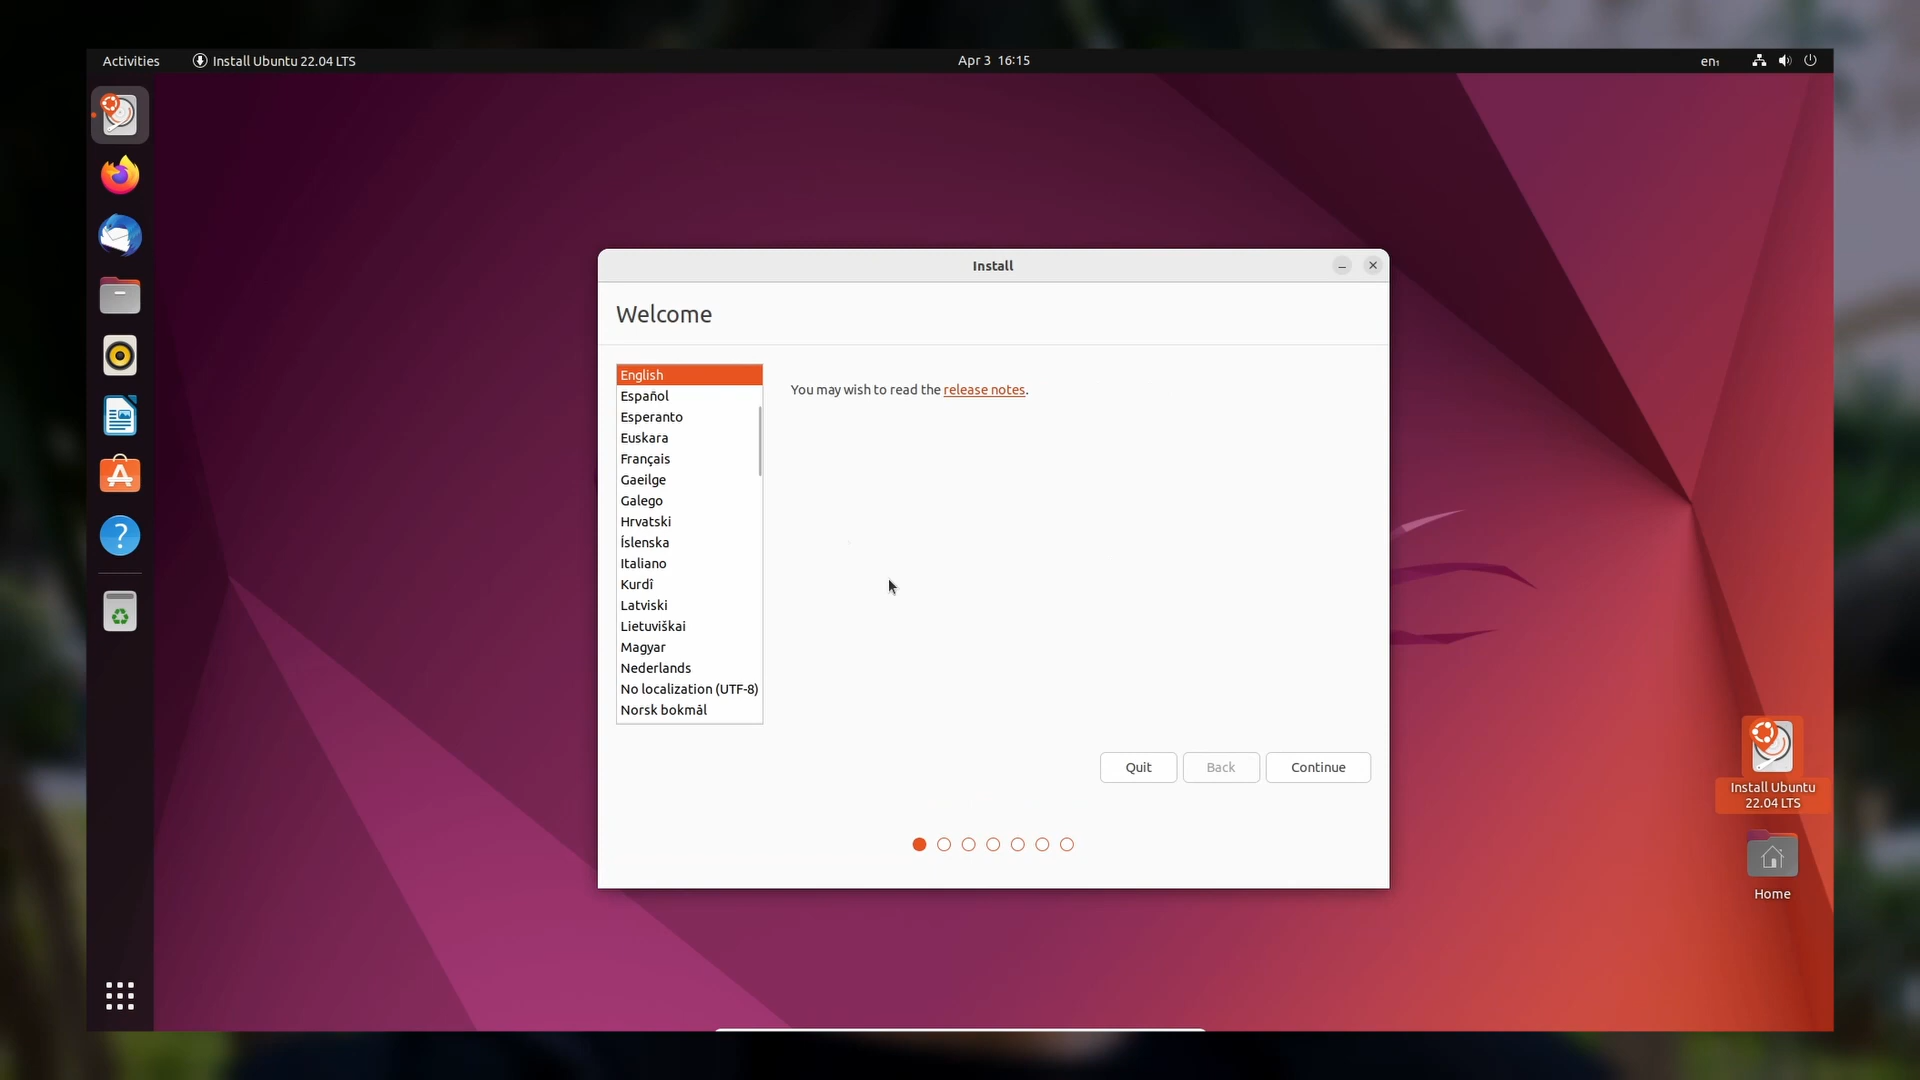 Activities
Install Ubuntu 22.04 LTS
Apr 3 16:15
en₁
Install
Welcome
English
Español
Esperanto
Euskara
Français
Gaeilge
Galego
Hrvatski
Íslenska
Italiano
Kurdî
Latviski
Lietuviškai
Magyar
Nederlands
No localization (UTF-8)
Norsk bokmål
You may wish to read the release notes.
Quit
Back
Continue
Install Ubuntu
22.04 LTS
Home